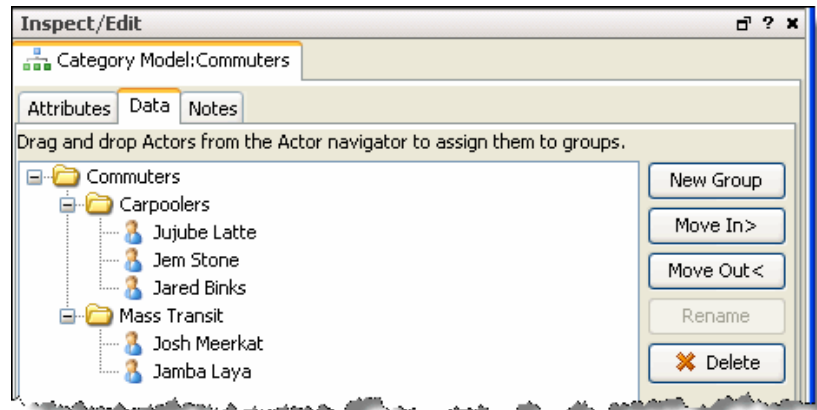 Inspect/Edit
Category Model:Commuters
Attributes Data Notes
Drag and drop Actors from the Actor navigator to assign them to groups.
Commuters
Carpoolers
Jujube Latte
Jem Stone
Jared Binks
Mass Transit
Josh Meerkat
Jamba Laya
New Group
Move In>
Move Out<
Rename
Delete